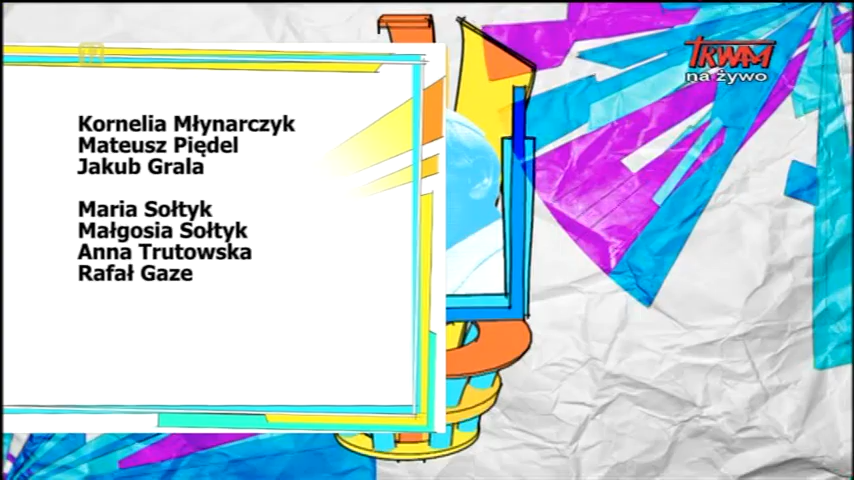 TRWAM
na żywo
Kornelia Młynarczyk
Mateusz Piędel
Jakub Grala
Maria Sołtyk
Małgosia Sołtyk
Anna Trutowska
Rafał Gaze